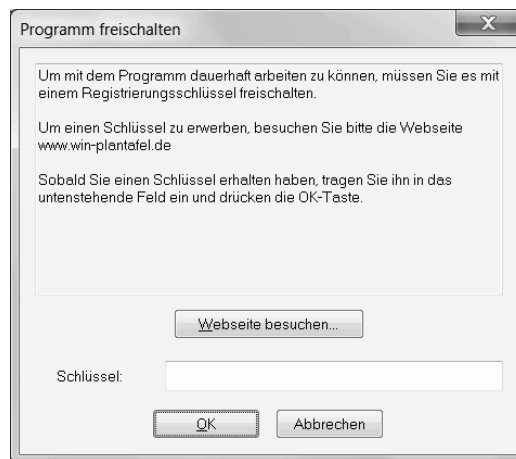 Programm freischalten
X
Um mit dem Programm dauerhaft arbeiten zu können, müssen Sie es mit
einem Registrierungsschlüssel freischalten.
Um einen Schlüssel zu erwerben, besuchen Sie bitte die Webseite
www.win-plantafel.de
Sobald Sie einen Schlüssel erhalten haben, tragen Sie ihn in das
untenstehende Feld ein und drücken die OK-Taste.
Webseite besuchen...
Schlüssel:
OK
Abbrechen